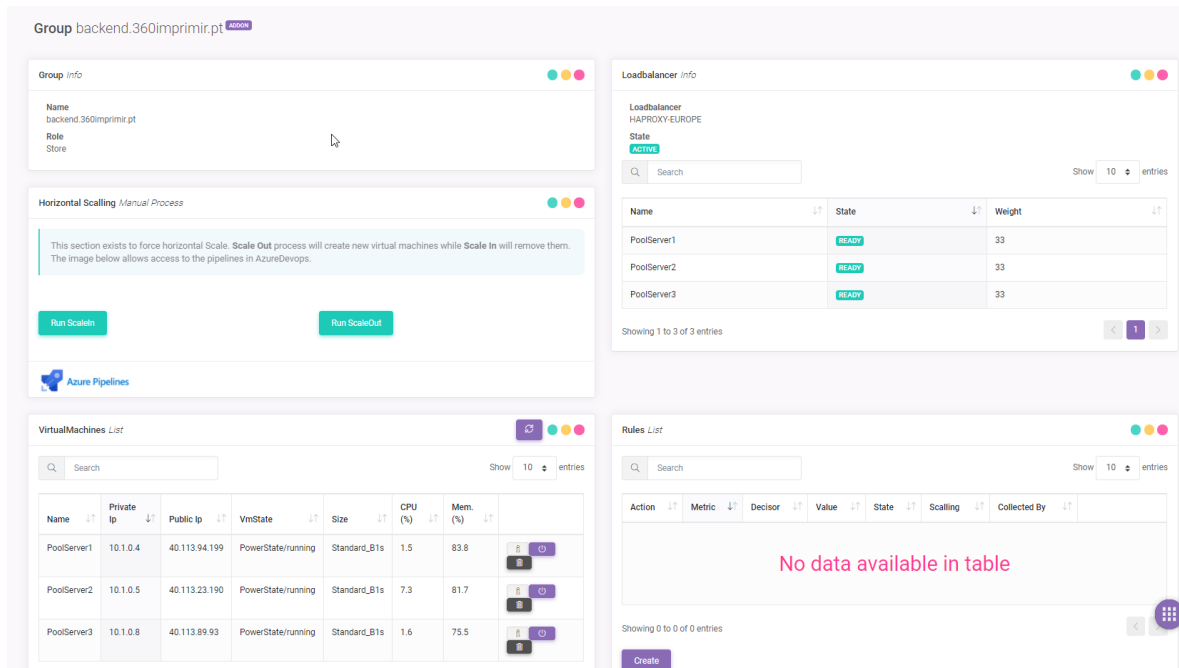 Group backend.360imprimir.pt ADDON
Group Info
Name
backend.360imprimir.pt
Role
Store
Loadbalancer Info
Loadbalancer
HAPROXY-EUROPE
State
ACTIVE
Search
Show 10 entries
Name State Weight
PoolServer1 READY 33
PoolServer2 READY 33
PoolServer3 READY 33
Showing 1 to 3 of 3 entries
1
Horizontal Scalling Manual Process
This section exists to force horizontal Scale. Scale Out process will create new virtual machines while Scale In will remove them.
The image below allows access to the pipelines in AzureDevops.
Run ScaleIn
Run ScaleOut
Azure Pipelines
VirtualMachines List
Search
Show 10 entries
Name Private Ip Public Ip VmState Size CPU (%) Mem. (%)
PoolServer1 10.1.0.4 40.113.94.199 PowerState/running Standard_B1s 1.5 83.8
PoolServer2 10.1.0.5 40.113.23.190 PowerState/running Standard_B1s 7.3 81.7
PoolServer3 10.1.0.8 40.113.89.93 PowerState/running Standard_B1s 1.6 75.5
Rules List
Search
Show 10 entries
Action Metric Decisor Value State Scalling Collected By
No data available in table
Showing 0 to 0 of 0 entries
Create